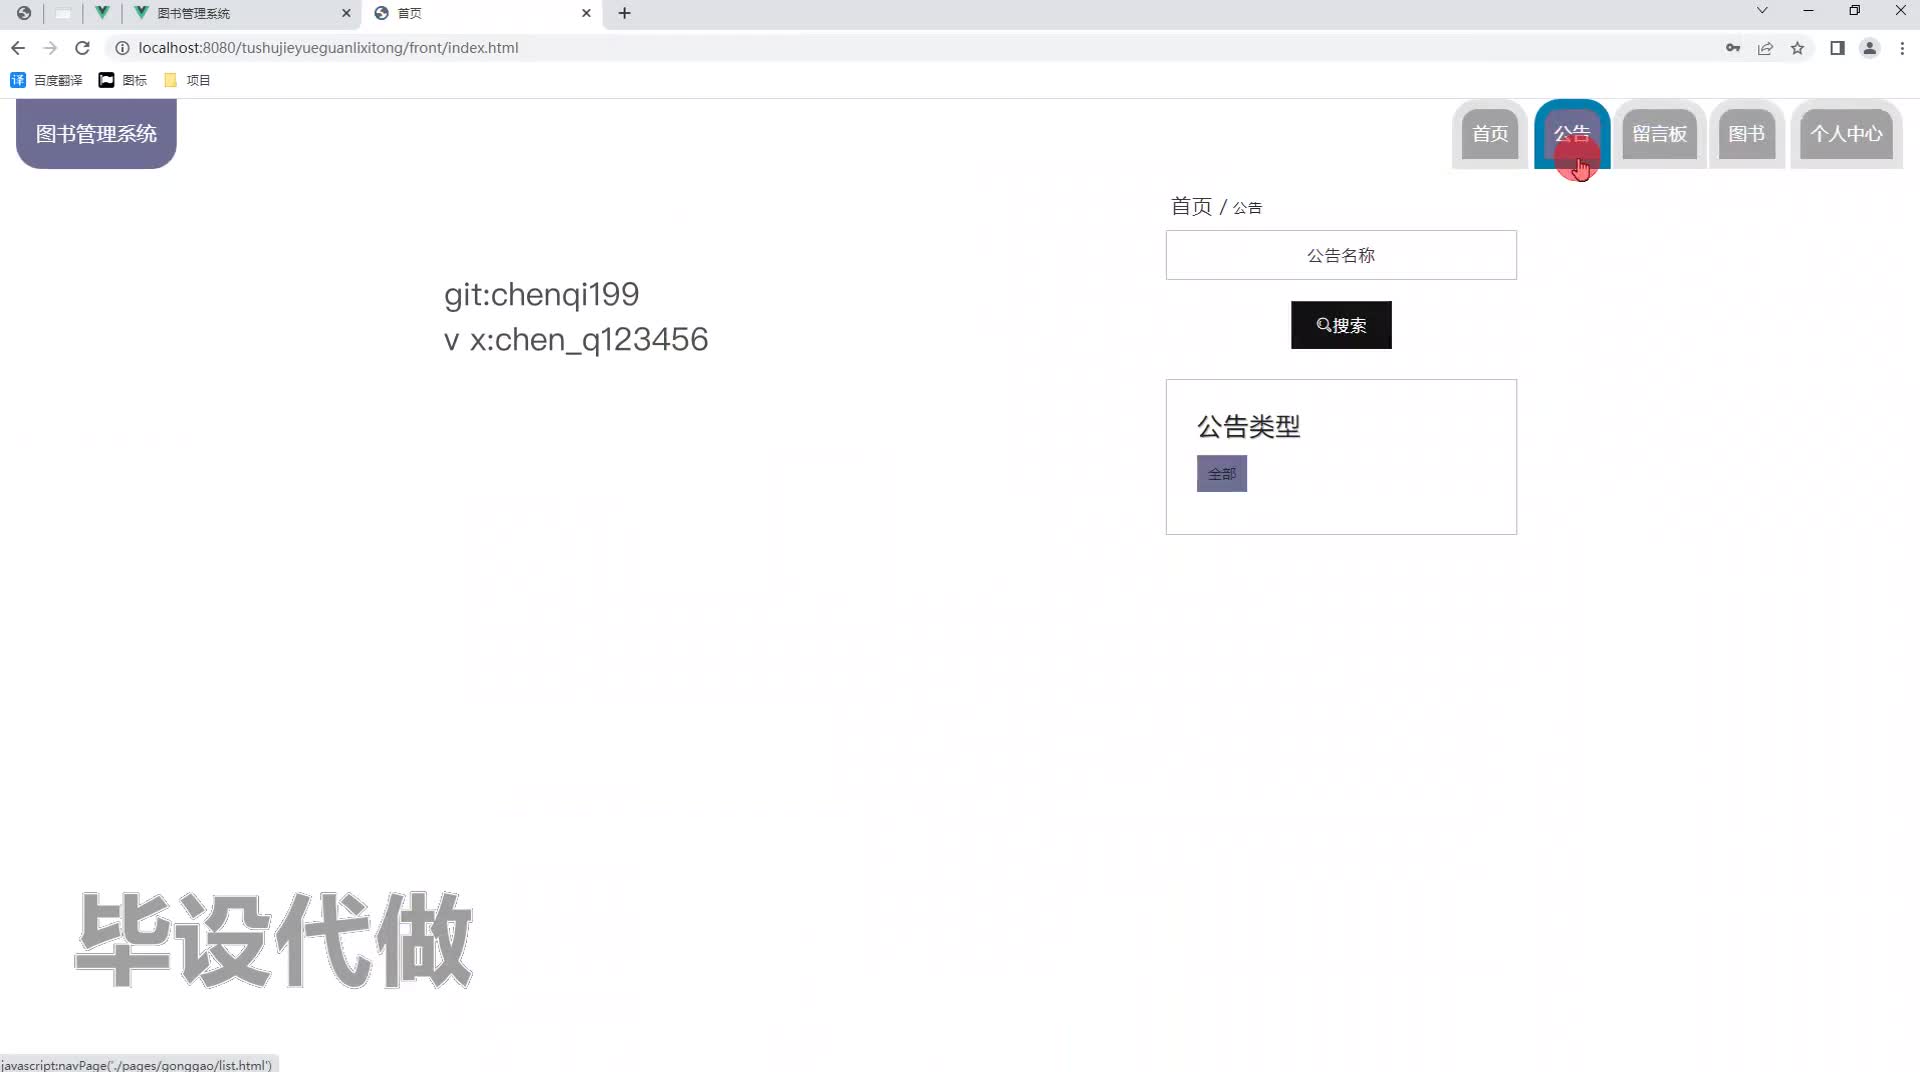 图书管理系统
首页
localhost:8080/tushujieyueguanlixitong/front/index.html
百度翻译
图标
项目
图书管理系统
首页
公告
留言板
图书
个人中心
首页 / 公告
公告名称
搜索
git:chenqi199
v x:chen_q123456
公告类型
全部
毕设代做
javascript:navPage('./pages/gonggao/list.html')